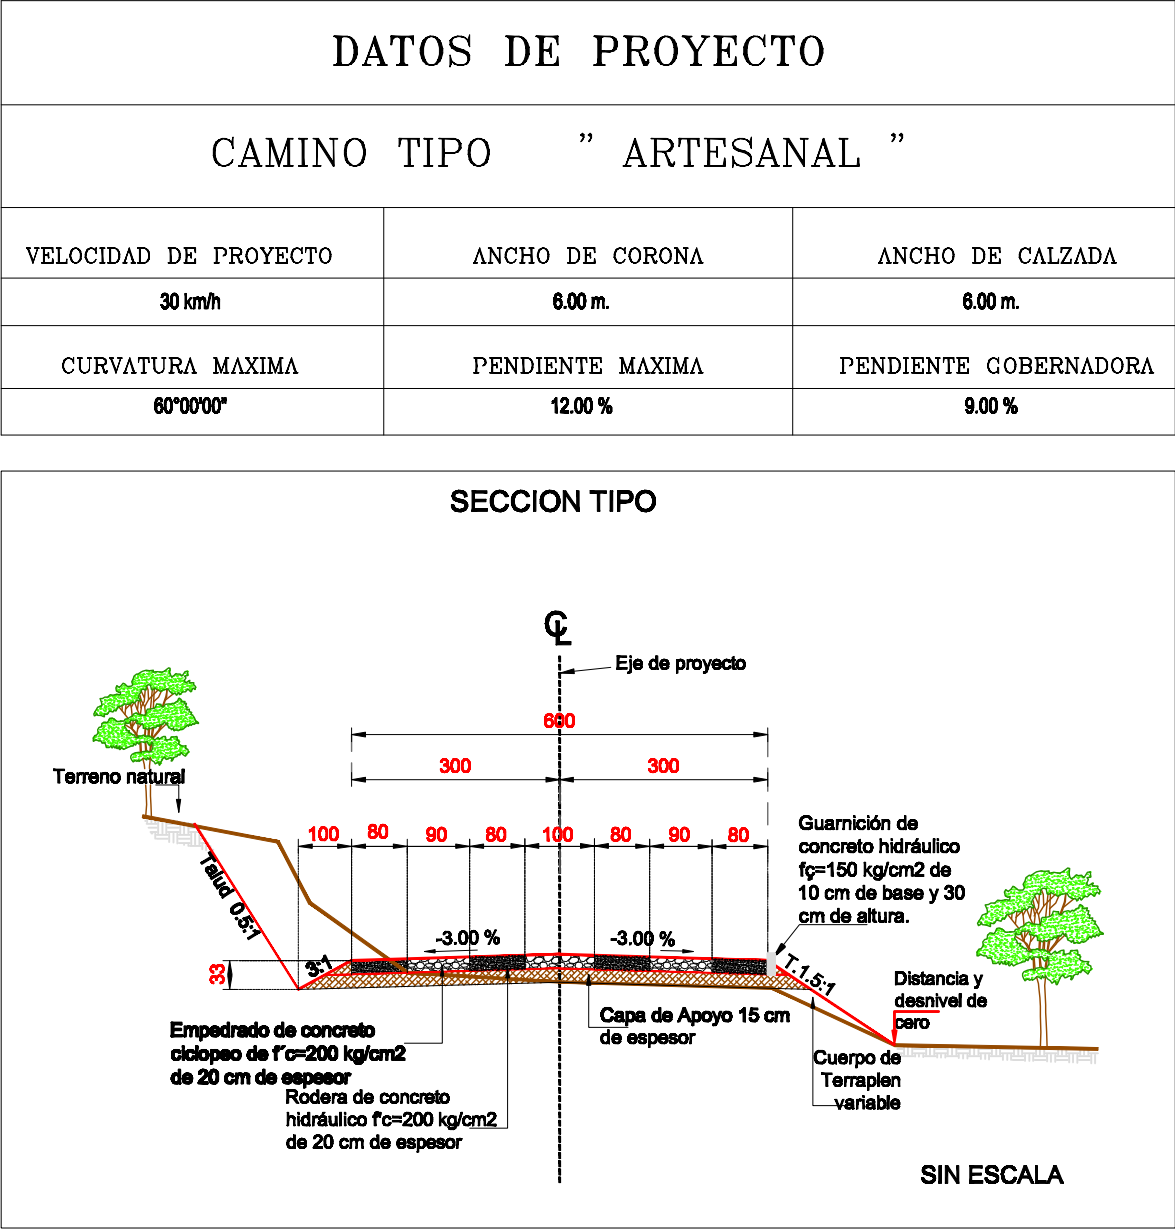 DATOS DE PROYECTO
CAMINO TIPO " ARTESANAL "
VELOCIDAD DE PROYECTO
ANCHO DE CORONA
ANCHO DE CALZADA
30 km/h
6.00 m.
6.00 m.
CURVATURA MAXIMA
PENDIENTE MAXIMA
PENDIENTE GOBERNADORA
60°00'00"
12.00 %
9.00 %
SECCION TIPO
CL
Eje de proyecto
600
300
300
Terreno natural
100
80
90
80
100
80
90
80
Guarnición de
concreto hidráulico
fç=150 kg/cm2 de
10 cm de base y 30
cm de altura.
Talud 0.5:1
-3.00 %
-3.00 %
33
3:1
T.1.5:1
Distancia y
desnivel de
cero
Capa de Apoyo 15 cm
de espesor
Empedrado de concreto
ciclopeo de f´c=200 kg/cm2
de 20 cm de espesor
Cuerpo de
Terraplen
variable
Rodera de concreto
hidráulico f'c=200 kg/cm2
de 20 cm de espesor
SIN ESCALA